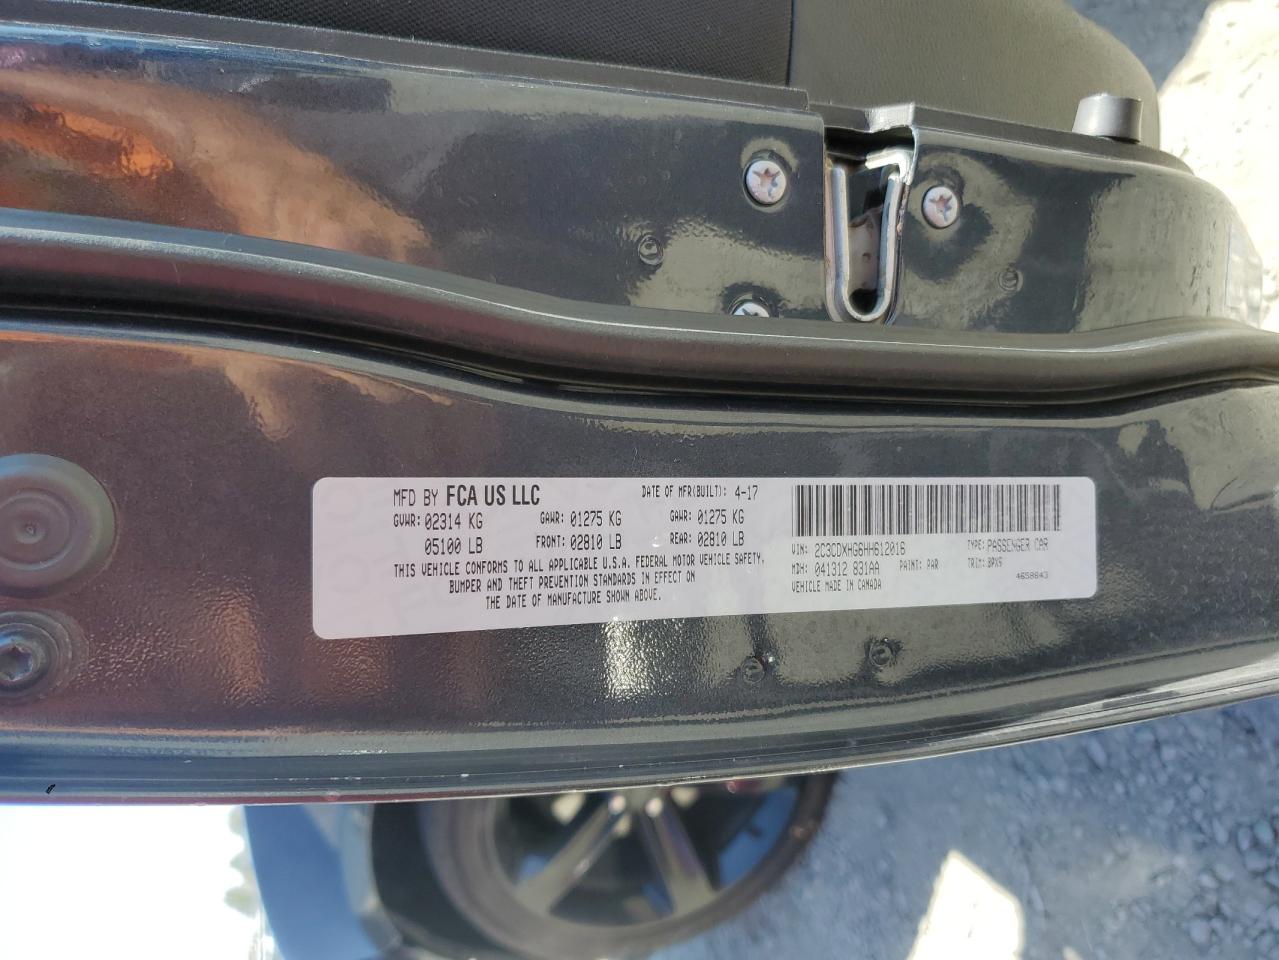 MFD BY FCA US LLC DATE OF MFR(BUILT): 4-17
GVWR: 02314 KG GAWR: 01275 KG GAWR: 01275 KG
05100 LB FRONT: 02810 LB REAR: 02810 LB
THIS VEHICLE CONFORMS TO ALL APPLICABLE U.S.A. FEDERAL MOTOR VEHICLE SAFETY,
BUMPER AND THEFT PREVENTION STANDARDS IN EFFECT ON
THE DATE OF MANUFACTURE SHOWN ABOVE.
VIN: 2C3CDXHG6HH612016 TYPE: PASSENGER CAR
MDH: 041312 831AA PAINT: PAR TRIM: BPX9
VEHICLE MADE IN CANADA 4658843